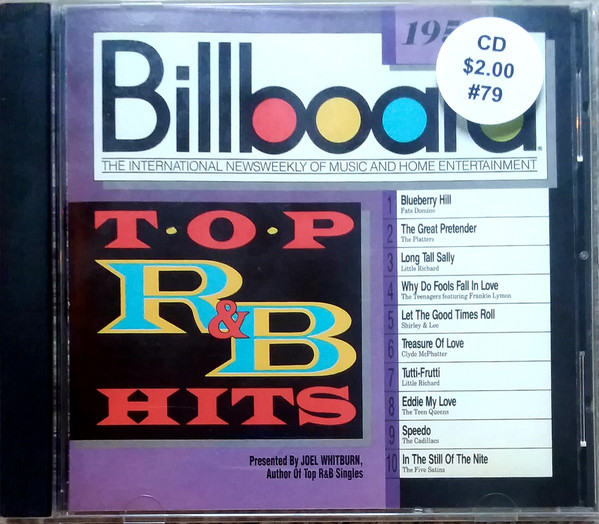 195
CD
$2.00
#79
Billboard
THE INTERNATIONAL NEWSWEEKLY OF MUSIC AND HOME ENTERTAINMENT
T·O·P
R&B
HITS
Presented By JOEL WHITBURN,
Author Of Top R&B Singles
1 Blueberry Hill
Fats Domino
2 The Great Pretender
The Platters
3 Long Tall Sally
Little Richard
4 Why Do Fools Fall In Love
The Teenagers featuring Frankie Lymon
5 Let The Good Times Roll
Shirley & Lee
6 Treasure Of Love
Clyde McPhatter
7 Tutti-Frutti
Little Richard
8 Eddie My Love
The Teen Queens
9 Speedo
The Cadillacs
10 In The Still Of The Nite
The Five Satins